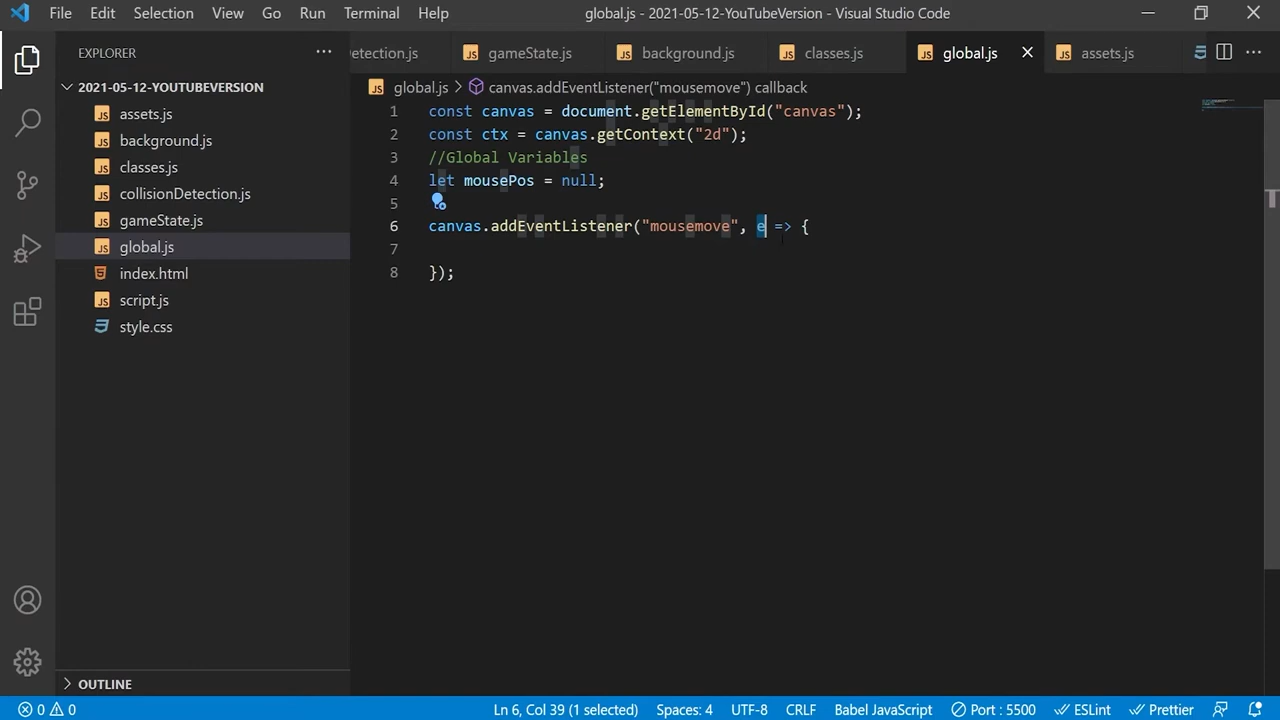 File Edit Selection View Go Run Terminal Help
global.js - 2021-05-12-YouTubeVersion - Visual Studio Code
EXPLORER
etection.js gameState.js background.js classes.js global.js assets.js
2021-05-12-YOUTUBEVERSION
assets.js
background.js
classes.js
collisionDetection.js
gameState.js
global.js
index.html
script.js
style.css
OUTLINE
global.js > canvas.addEventListener("mousemove") callback
1 const canvas = document.getElementById("canvas");
2 const ctx = canvas.getContext("2d");
3 //Global Variables
4 let mousePos = null;
5
6 canvas.addEventListener("mousemove", e => {
7
8 });
0 0 Ln 6, Col 39 (1 selected) Spaces: 4 UTF-8 CRLF Babel JavaScript Port : 5500 ESLint Prettier